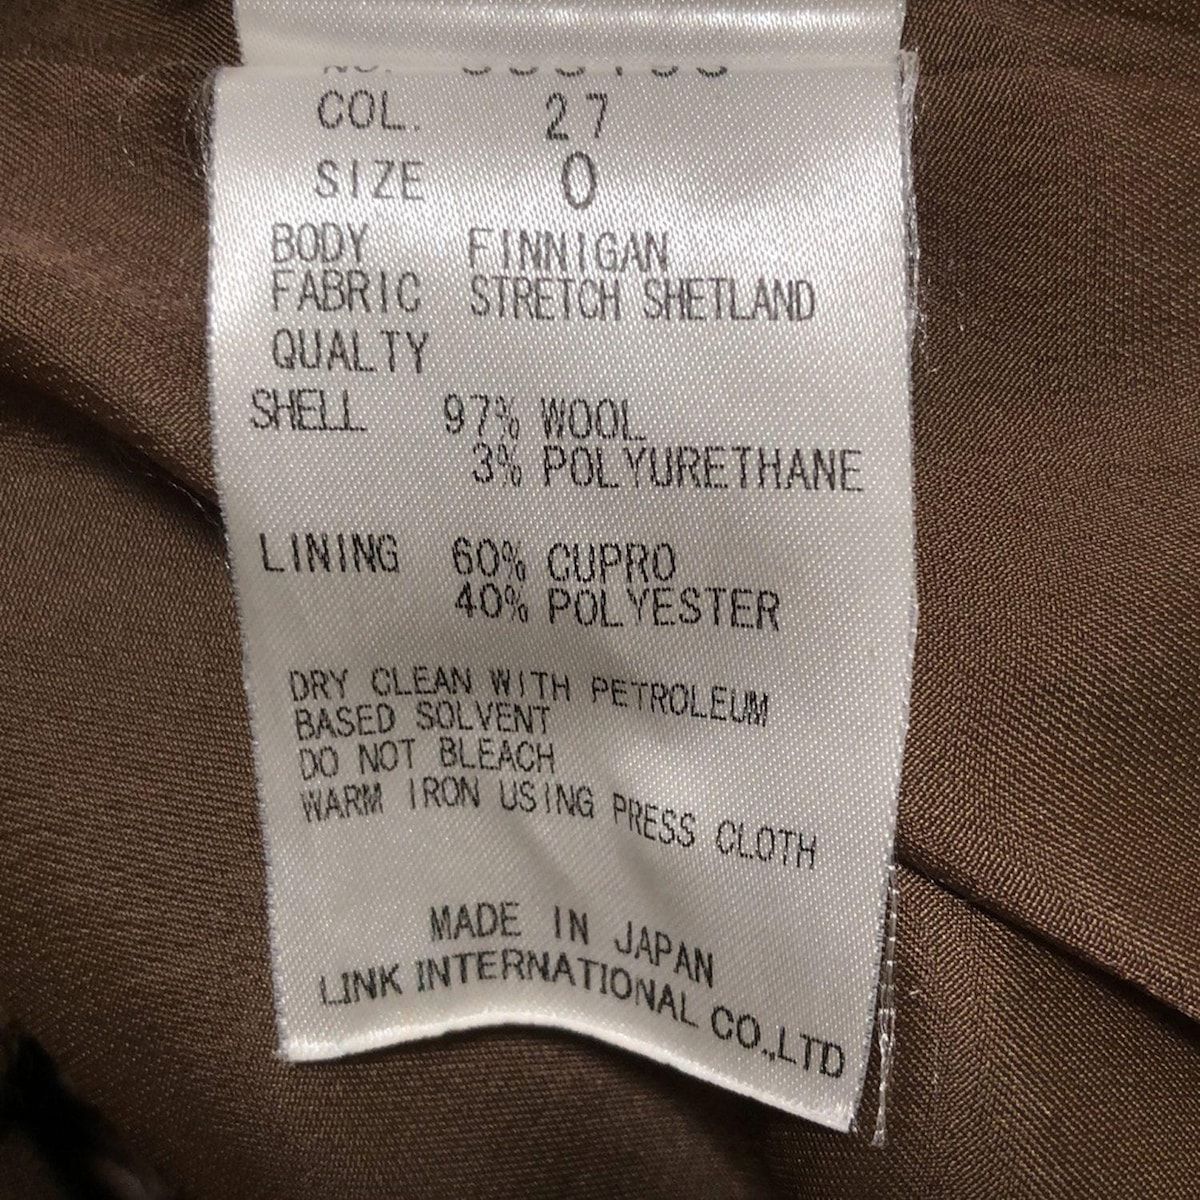 COL. 27
SIZE 0
BODY FINNIGAN
FABRIC STRETCH SHETLAND
QUALTY
SHELL 97% WOOL
3% POLYURETHANE
LINING 60% CUPRO
40% POLYESTER
DRY CLEAN WITH PETROLEUM
BASED SOLVENT
DO NOT BLEACH
WARM IRON USING PRESS CLOTH
MADE IN JAPAN
LINK INTERNATIONAL CO.,LTD